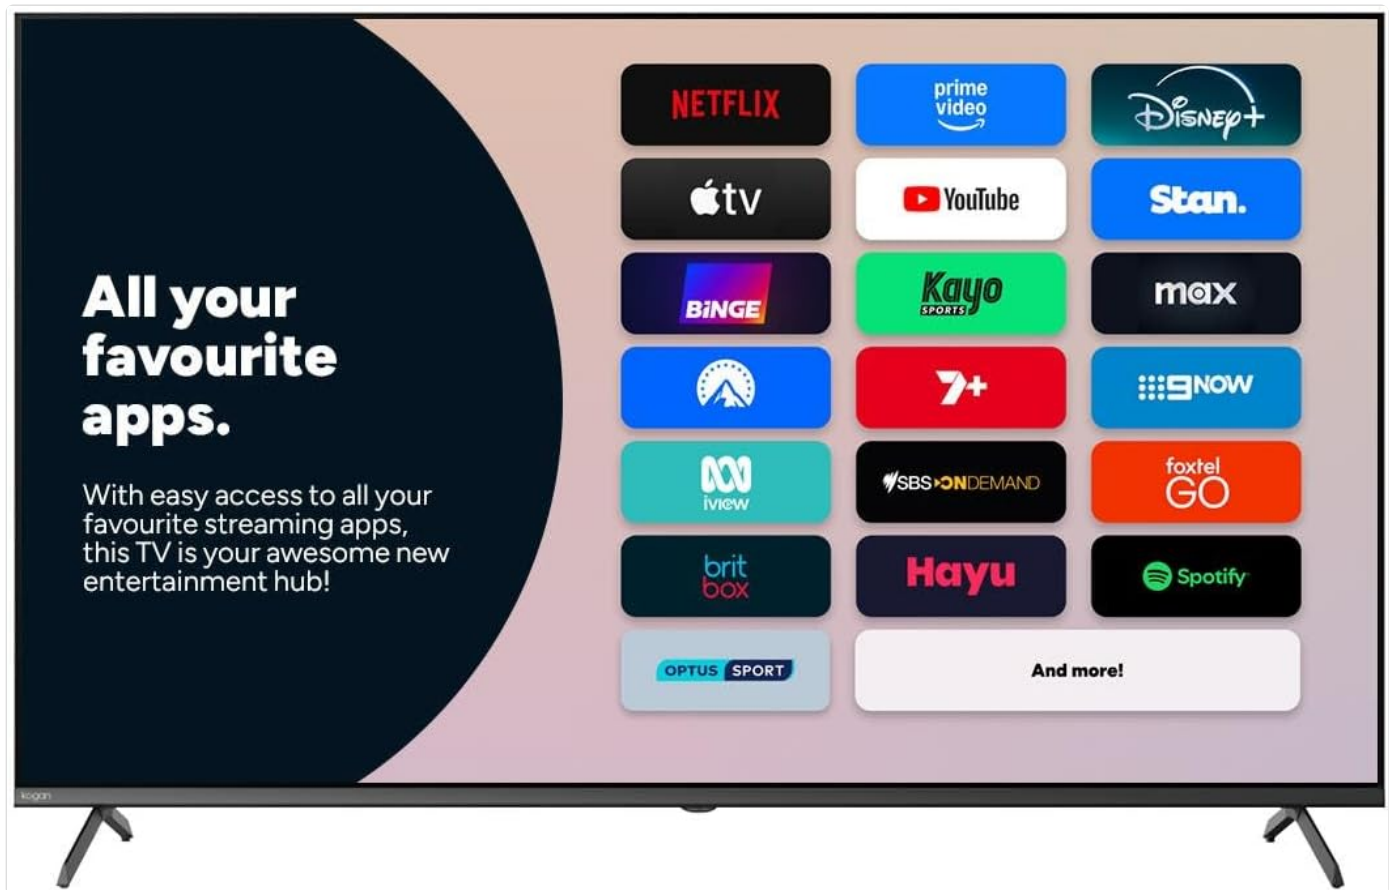 All your
favourite
apps.
With easy access to all your
favourite streaming apps,
this TV is your awesome new
entertainment hub!
NETFLIX
prime
video
Disney+
tv
YouTube
Stan.
BiNGE
Kayo
SPORTS
max
7+
9NOW
iview
SBS ONDEMAND
foxtel
GO
brit
box
Hayu
Spotify
OPTUS SPORT
And more!
kogan